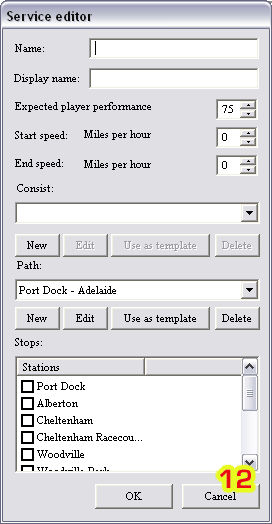 Service editor
Name:
Display name:
Expected player performance 75
Start speed: Miles per hour 0
End speed: Miles per hour 0
Consist:
New Edit Use as template Delete
Path:
Port Dock - Adelaide
New Edit Use as template Delete
Stops:
Stations
Port Dock
Alberton
Cheltenham
Cheltenham Racecou...
Woodville
Woodville Park
12
OK Cancel